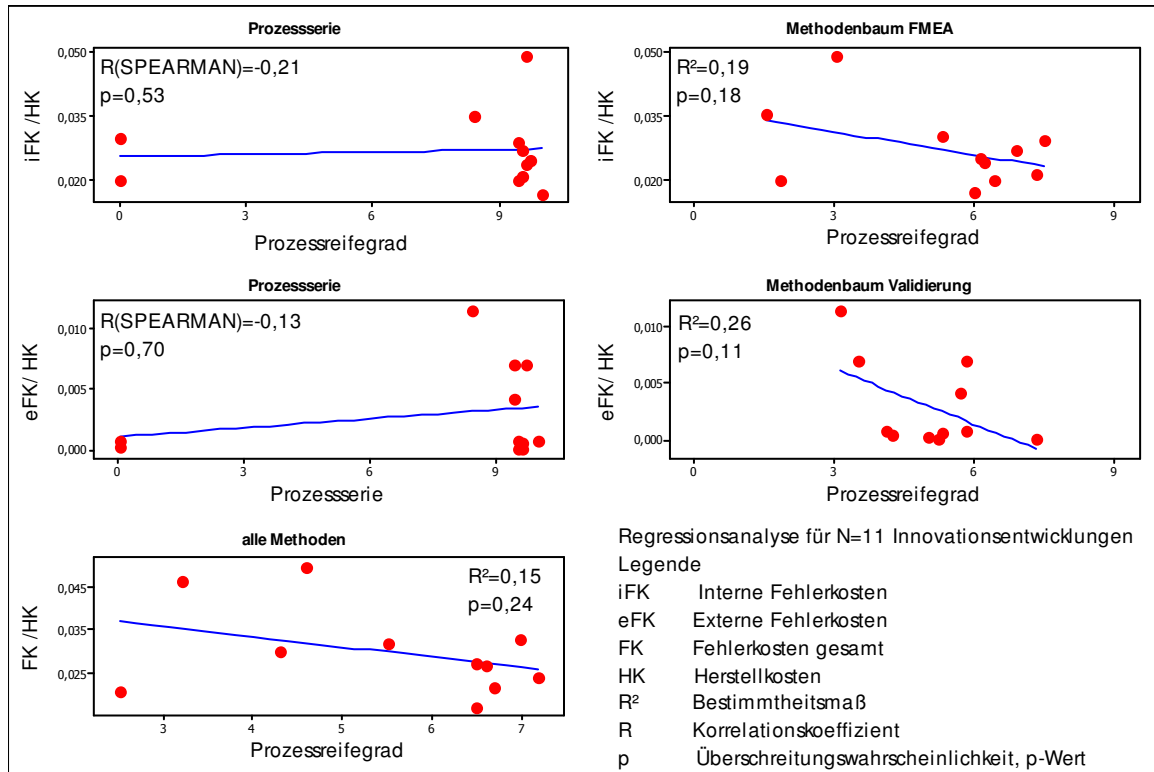 Prozessserie
0,050
0,035
0,020
iFK /HK
R(SPEARMAN)=-0,21
p=0,53
0 3 6 9
Prozessreifegrad
Methodenbaum FMEA
0,050
0,035
0,020
iFK /HK
R²=0,19
p=0,18
0 3 6 9
Prozessreifegrad
Prozessserie
0,010
0,005
0,000
eFK/ HK
R(SPEARMAN)=-0,13
p=0,70
0 3 6 9
Prozessserie
Methodenbaum Validierung
0,010
0,005
0,000
eFK/ HK
R²=0,26
p=0,11
0 3 6 9
Prozessreifegrad
alle Methoden
0,045
0,035
0,025
FK /HK
R²=0,15
p=0,24
3 4 5 6 7
Prozessreifegrad
Regressionsanalyse für N=11 Innovationsentwicklungen
Legende
iFK Interne Fehlerkosten
eFK Externe Fehlerkosten
FK Fehlerkosten gesamt
HK Herstellkosten
R² Bestimmtheitsmaß
R Korrelationskoeffizient
p Überschreitungswahrscheinlichkeit, p-Wert